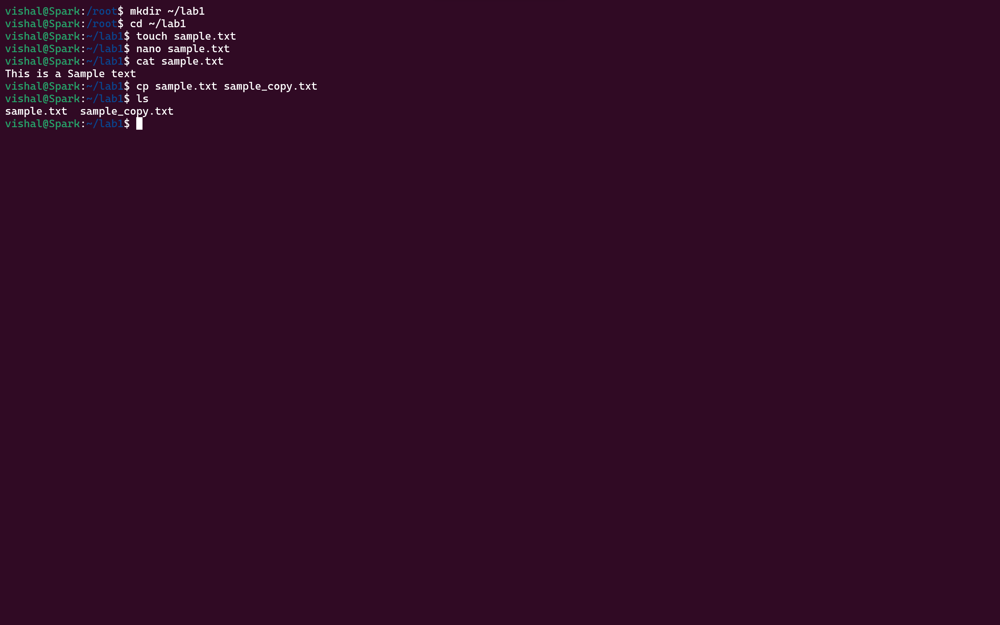 vishal@Spark:/root$ mkdir ~/lab1
vishal@Spark:/root$ cd ~/lab1
vishal@Spark:~/lab1$ touch sample.txt
vishal@Spark:~/lab1$ nano sample.txt
vishal@Spark:~/lab1$ cat sample.txt
This is a Sample text
vishal@Spark:~/lab1$ cp sample.txt sample_copy.txt
vishal@Spark:~/lab1$ ls
sample.txt  sample_copy.txt
vishal@Spark:~/lab1$